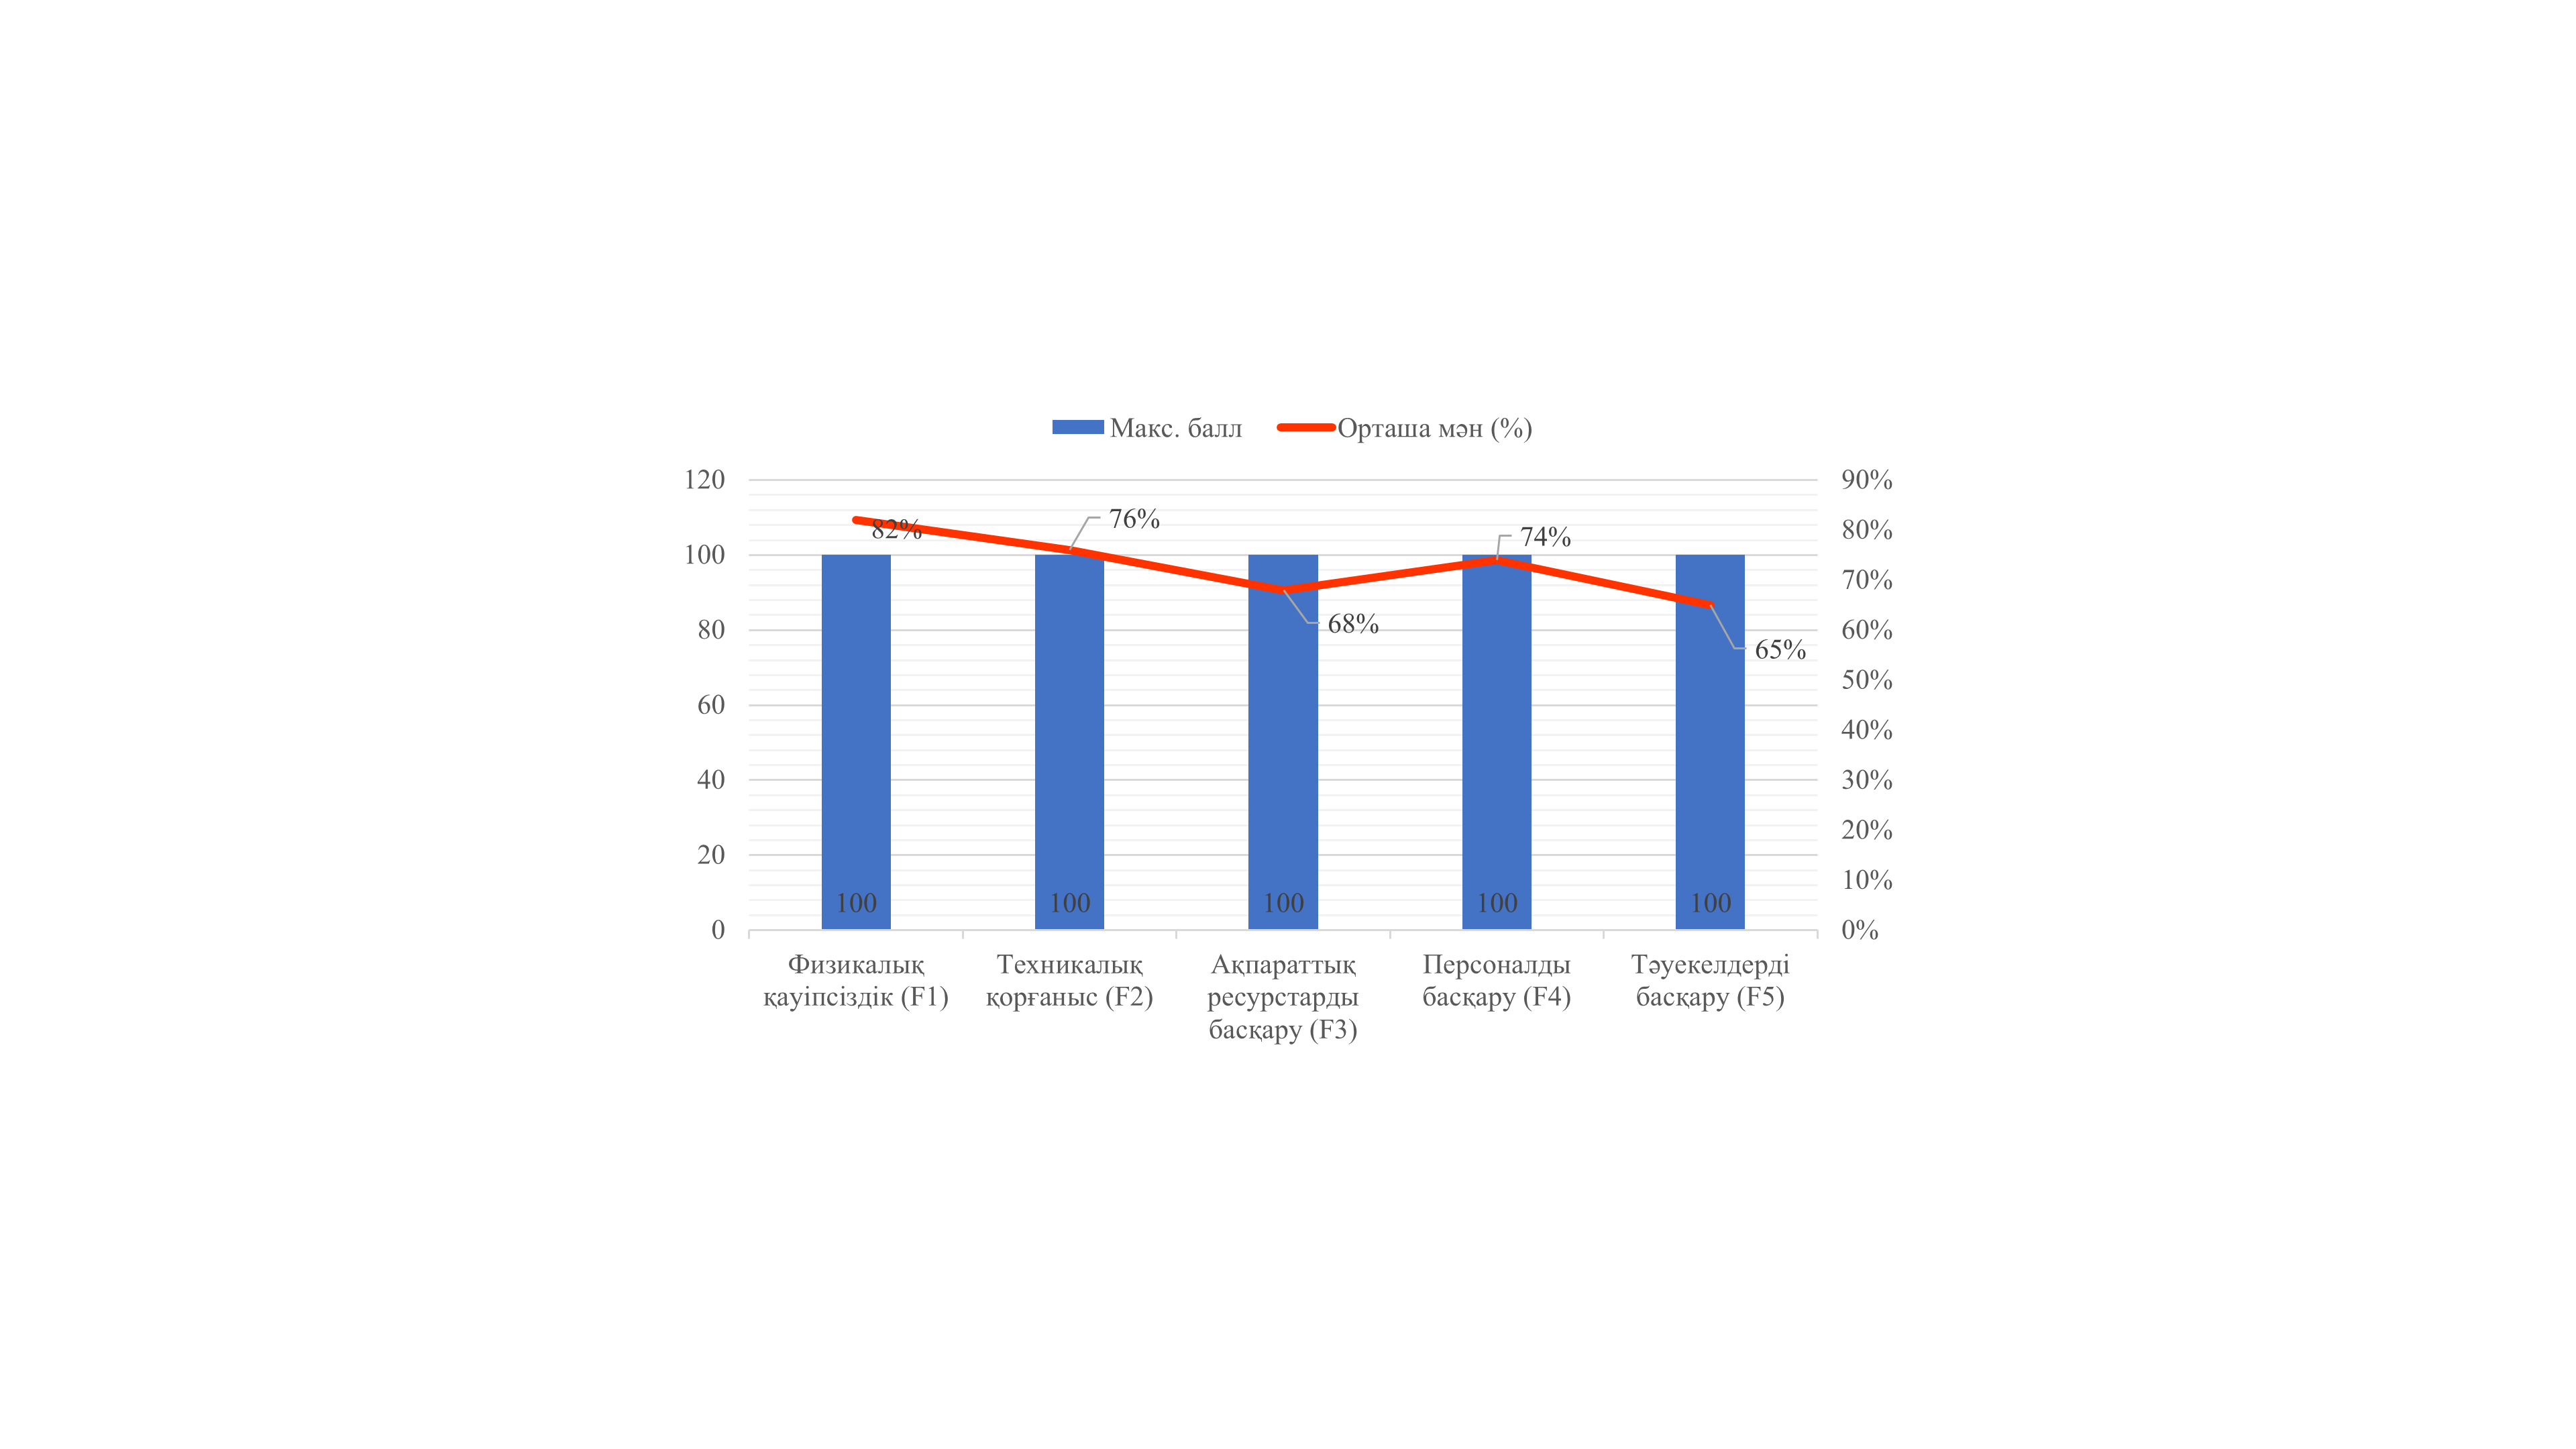 Макс. балл
Орташа мән (%)
120
100
80
60
40
20
0
90%
80%
70%
60%
50%
40%
30%
20%
10%
0%
82%
76%
68%
74%
65%
100
100
100
100
100
Физикалық
қауіпсіздік (F1)
Техникалық
қорғаныс (F2)
Ақпараттық
ресурстарды
басқару (F3)
Персоналды
басқару (F4)
Тәуекелдерді
басқару (F5)